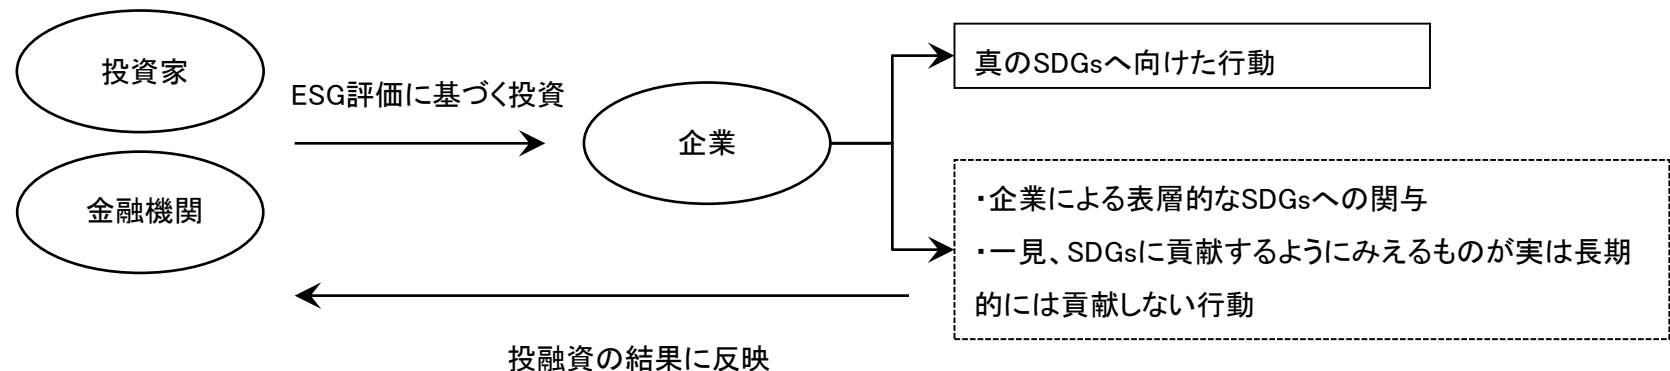 投資家
金融機関
ESG評価に基づく投資
企業
真のSDGsへ向けた行動
・企業による表層的なSDGsへの関与
・一見、SDGsに貢献するようにみえるものが実は長期
的には貢献しない行動
投融資の結果に反映